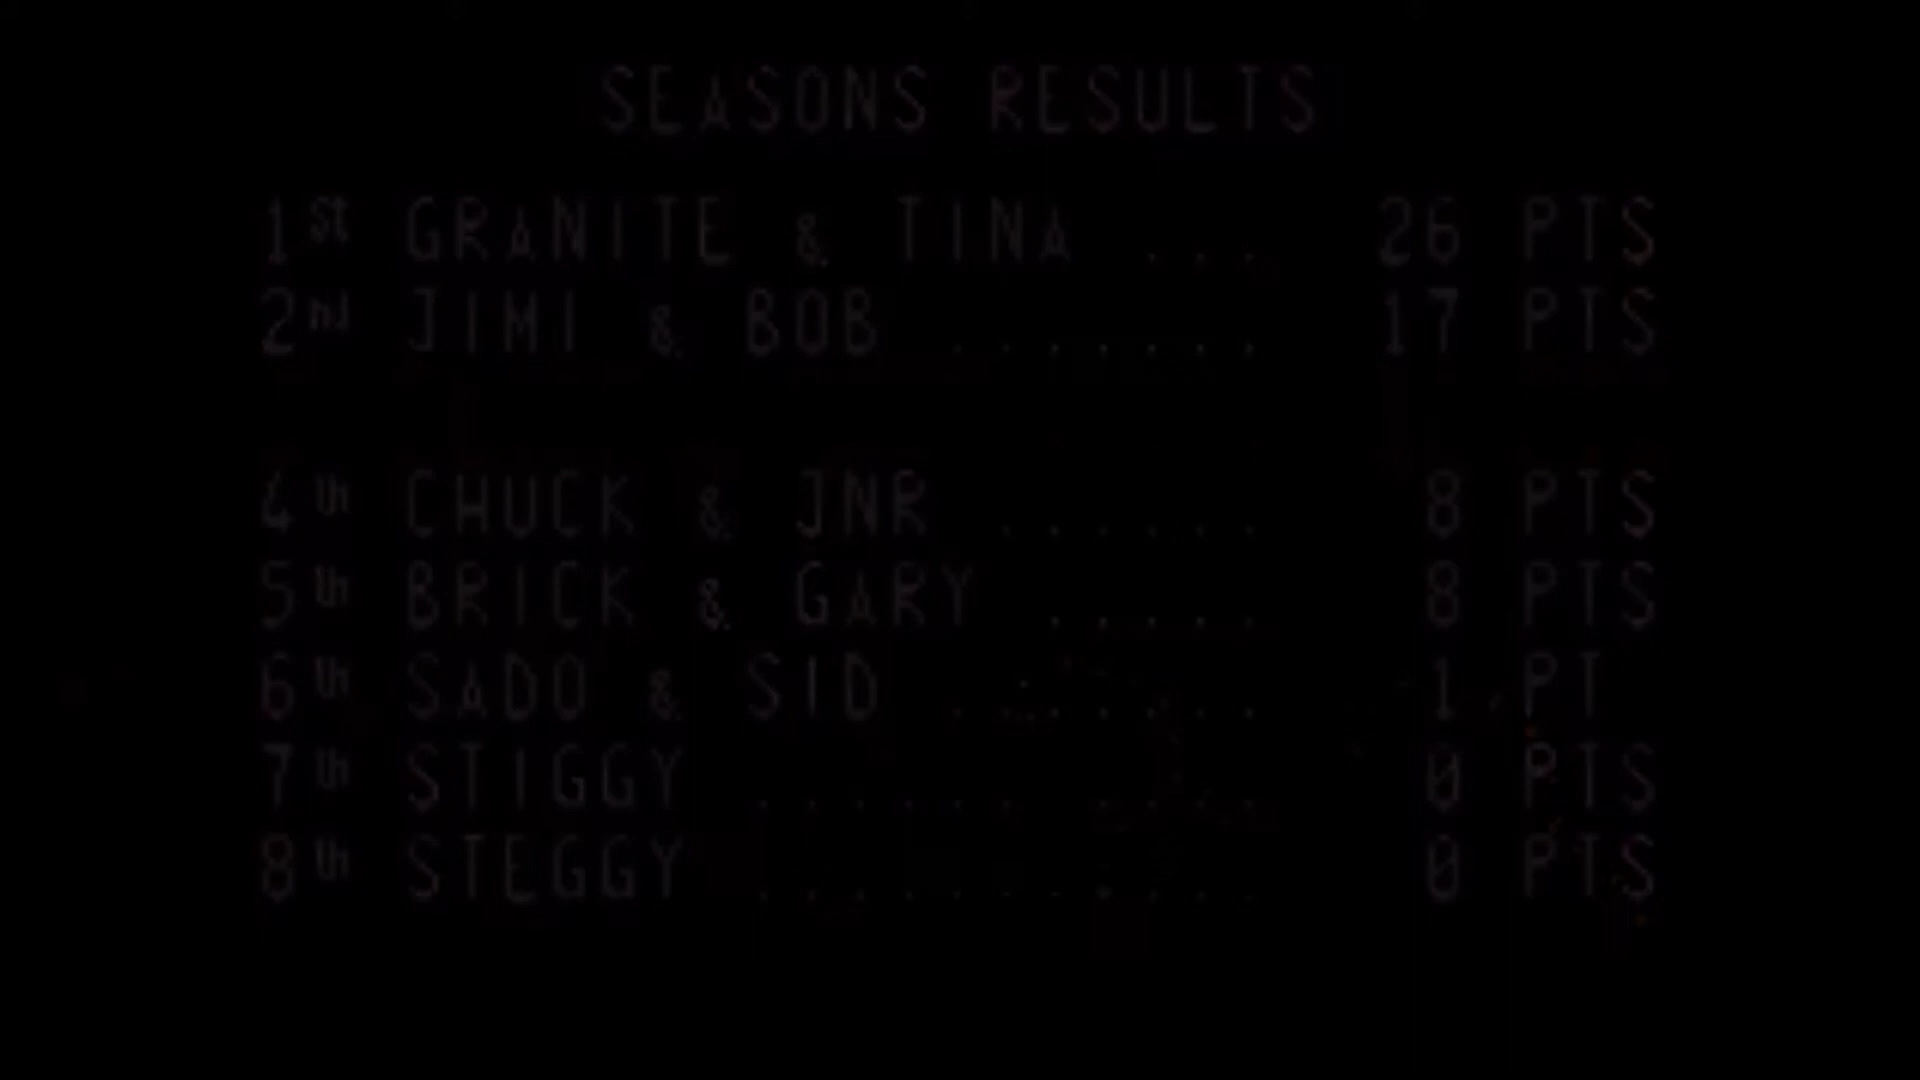 SEASONS RESULTS
1st GRANITE & TINA ... 26 PTS
2nd JIMI & BOB ....... 17 PTS
4th CHUCK & JNR ...... 8 PTS
5th BRICK & GARY ..... 8 PTS
6th SADO & SID ....... 1 PT
7th STIGGY ........... 0 PTS
8th STEGGY ........... 0 PTS